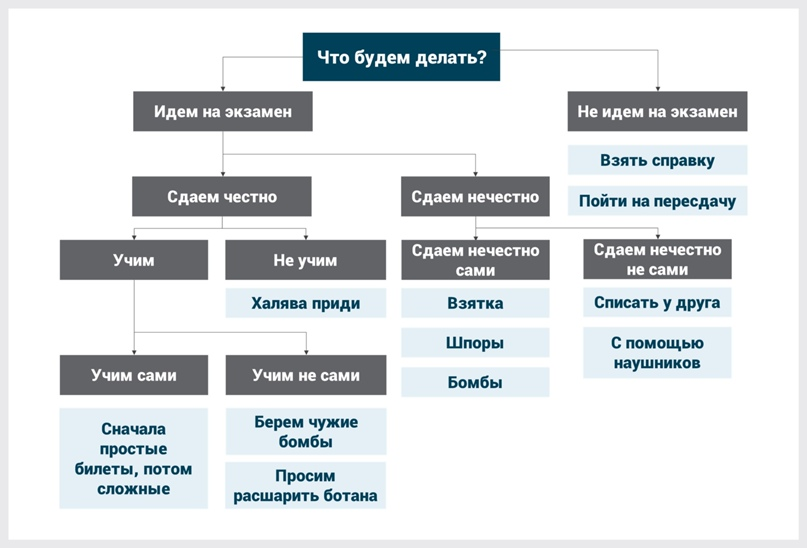 Что будем делать?
Идем на экзамен
Не идем на экзамен
Взять справку
Пойти на пересдачу
Сдаем честно
Сдаем нечестно
Учим
Не учим
Халява приди
Сдаем нечестно
сами
Взятка
Шпоры
Бомбы
Сдаем нечестно
не сами
Списать у друга
С помощью
наушников
Учим сами
Сначала
простые
билеты, потом
сложные
Учим не сами
Берем чужие
бомбы
Просим
расшарить ботана